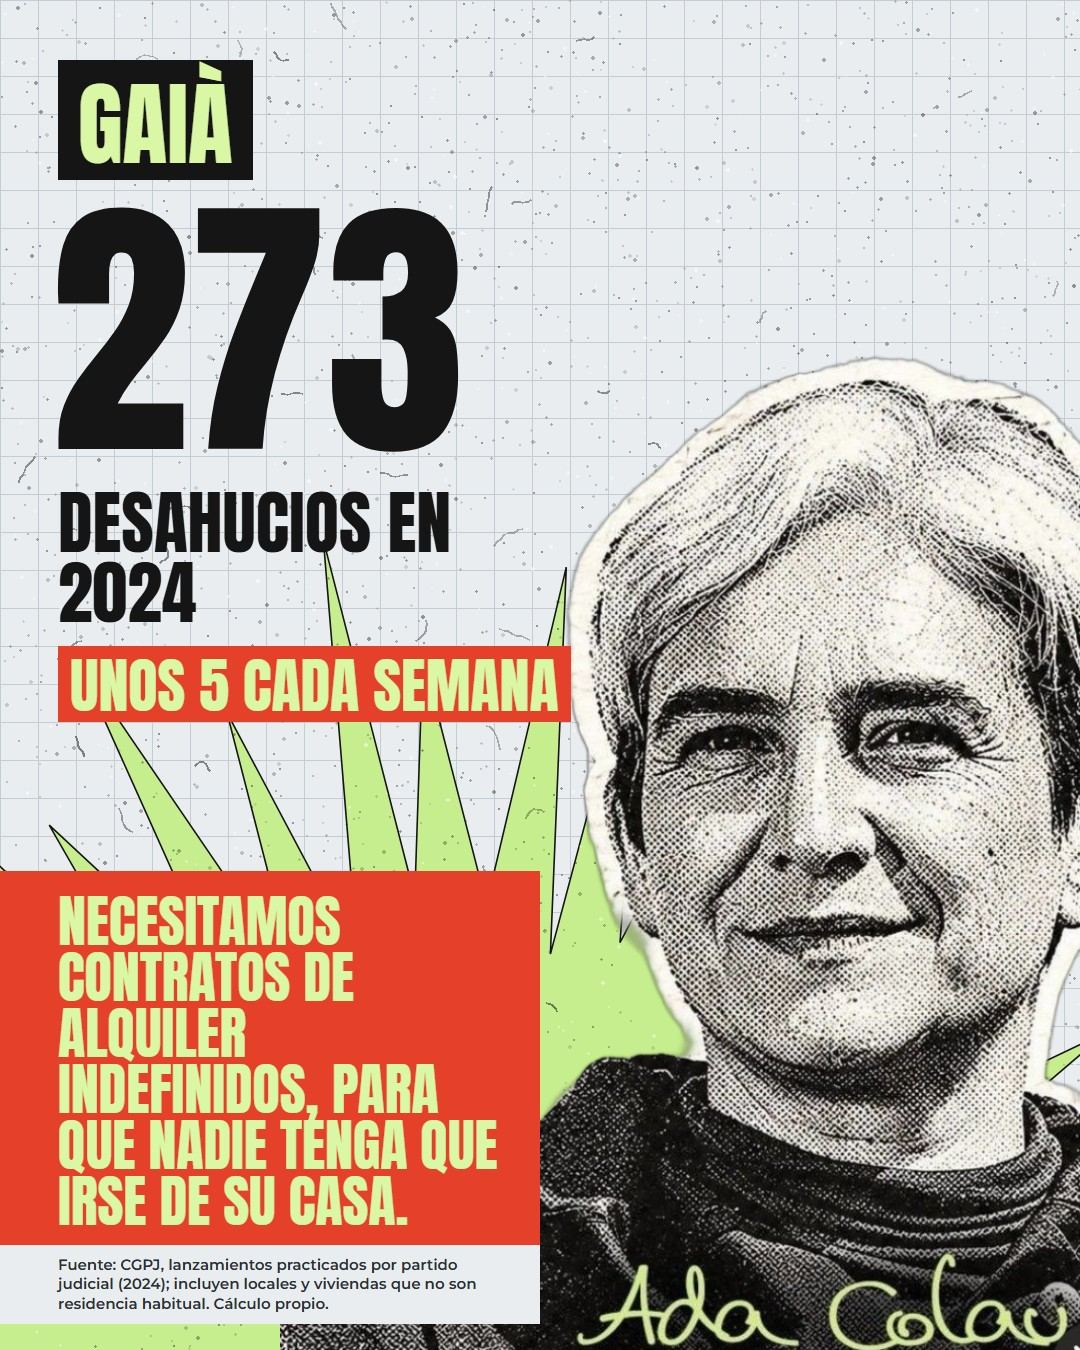 GAIÀ
273
DESAHUCIOS EN
2024
UNOS 5 CADA SEMANA
NECESITAMOS
CONTRATOS DE
ALQUILER
INDEFINIDOS, PARA
QUE NADIE TENGA QUE
IRSE DE SU CASA.
Fuente: CGPJ, lanzamientos practicados por partido
judicial (2024); incluyen locales y viviendas que no son
residencia habitual. Cálculo propio.
Ada Colau